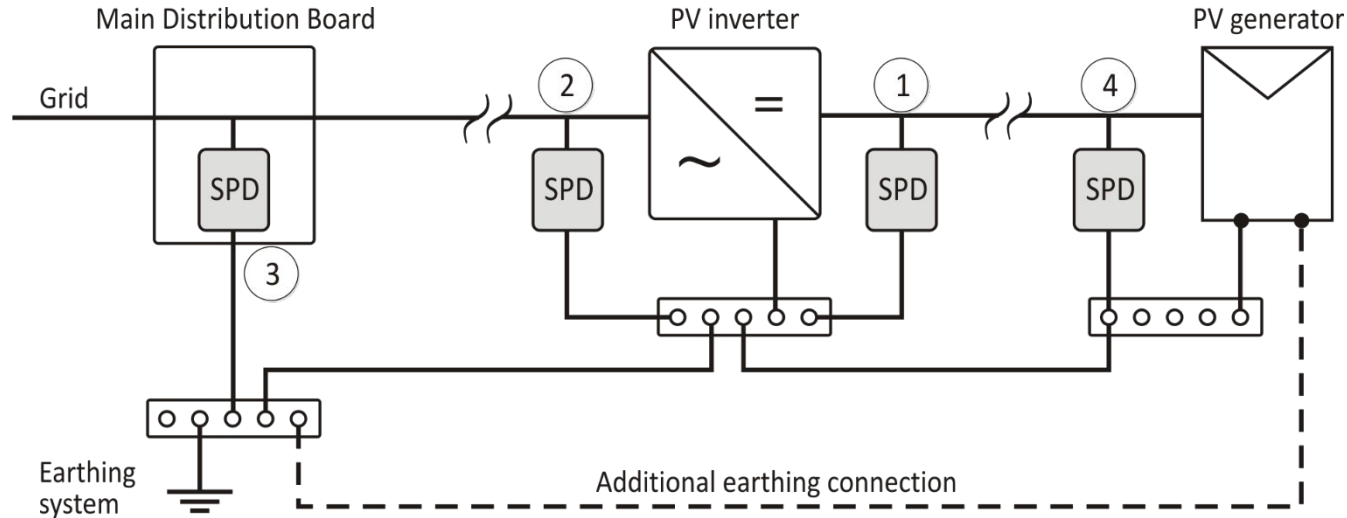 Main Distribution Board
PV inverter
PV generator
Grid
2
1
4
=
~
SPD
SPD
SPD
SPD
3
Earthing
system
Additional earthing connection